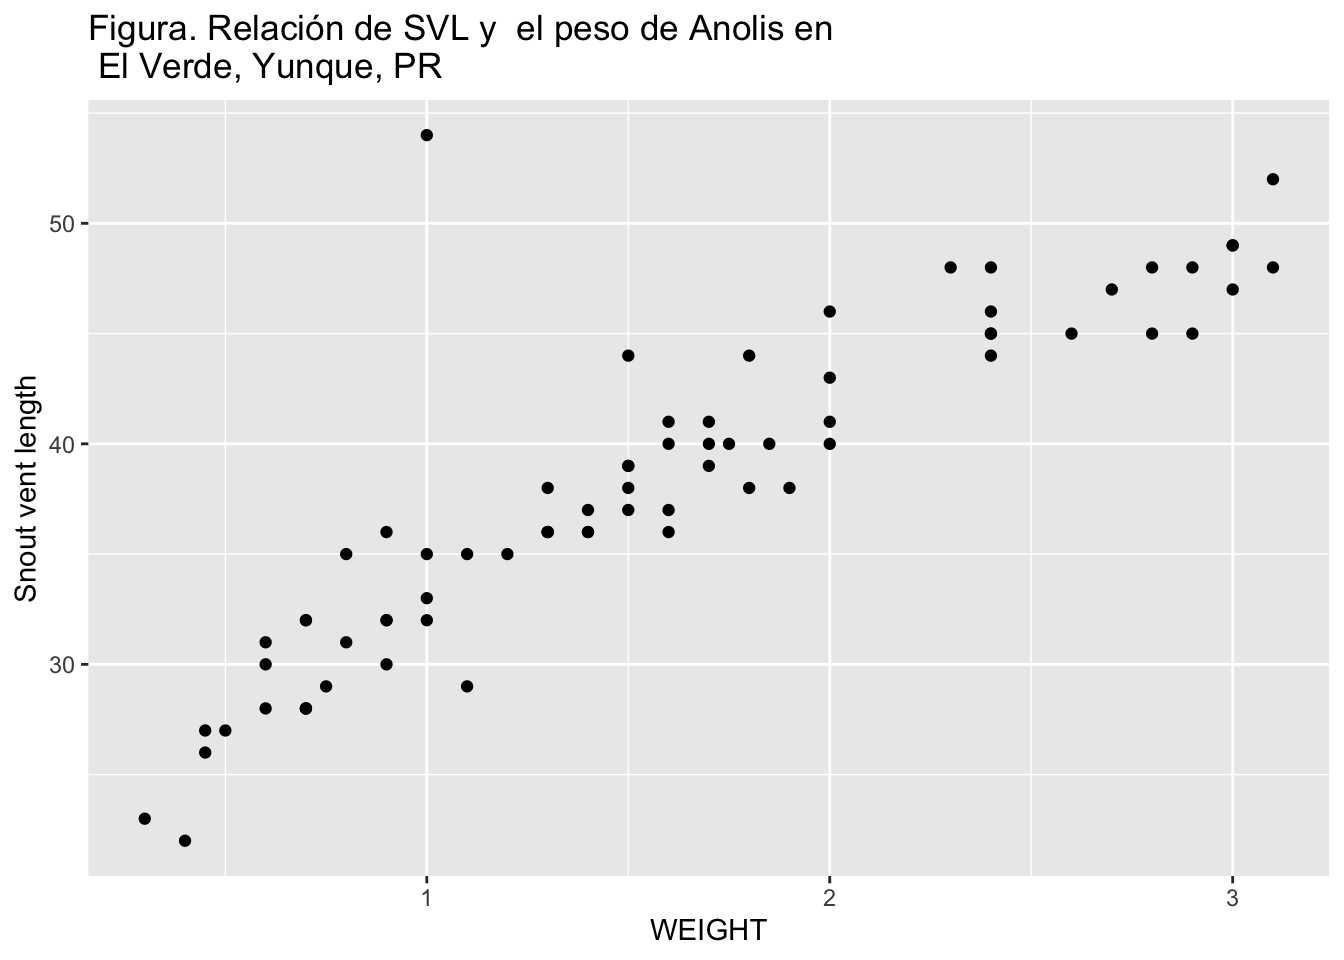 Figura. Relación de SVL y  el peso de Anolis en
El Verde, Yunque, PR
50
40
30
Snout vent length
1
2
3
WEIGHT